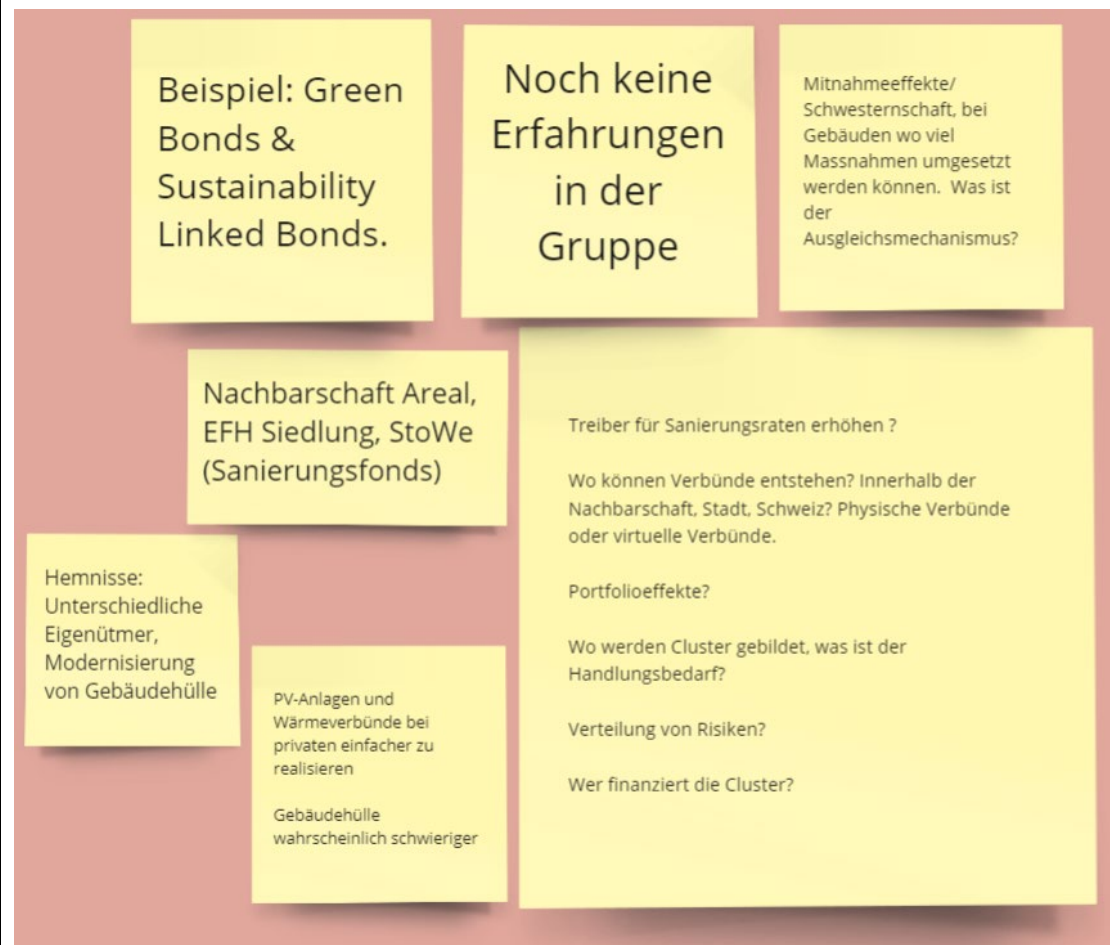 Beispiel: Green
Bonds &
Sustainability
Linked Bonds.
Noch keine
Erfahrungen
in der
Gruppe
Mitnahmeeffekte/
Schwesternschaft, bei
Gebäuden wo viel
Massnahmen umgesetzt
werden können.  Was ist
der
Ausgleichsmechanismus?
Nachbarschaft Areal,
EFH Siedlung, StoWe
(Sanierungsfonds)
Treiber für Sanierungsraten erhöhen ?
Wo können Verbünde entstehen? Innerhalb der
Nachbarschaft, Stadt, Schweiz? Physische Verbünde
oder virtuelle Verbünde.
Portfolioeffekte?
Wo werden Cluster gebildet, was ist der
Handlungsbedarf?
Verteilung von Risiken?
Wer finanziert die Cluster?
Hemnisse:
Unterschiedliche
Eigenütmer,
Modernisierung
von Gebäudehülle
PV-Anlagen und
Wärmeverbünde bei
privaten einfacher zu
realisieren
Gebäudehülle
wahrscheinlich schwieriger